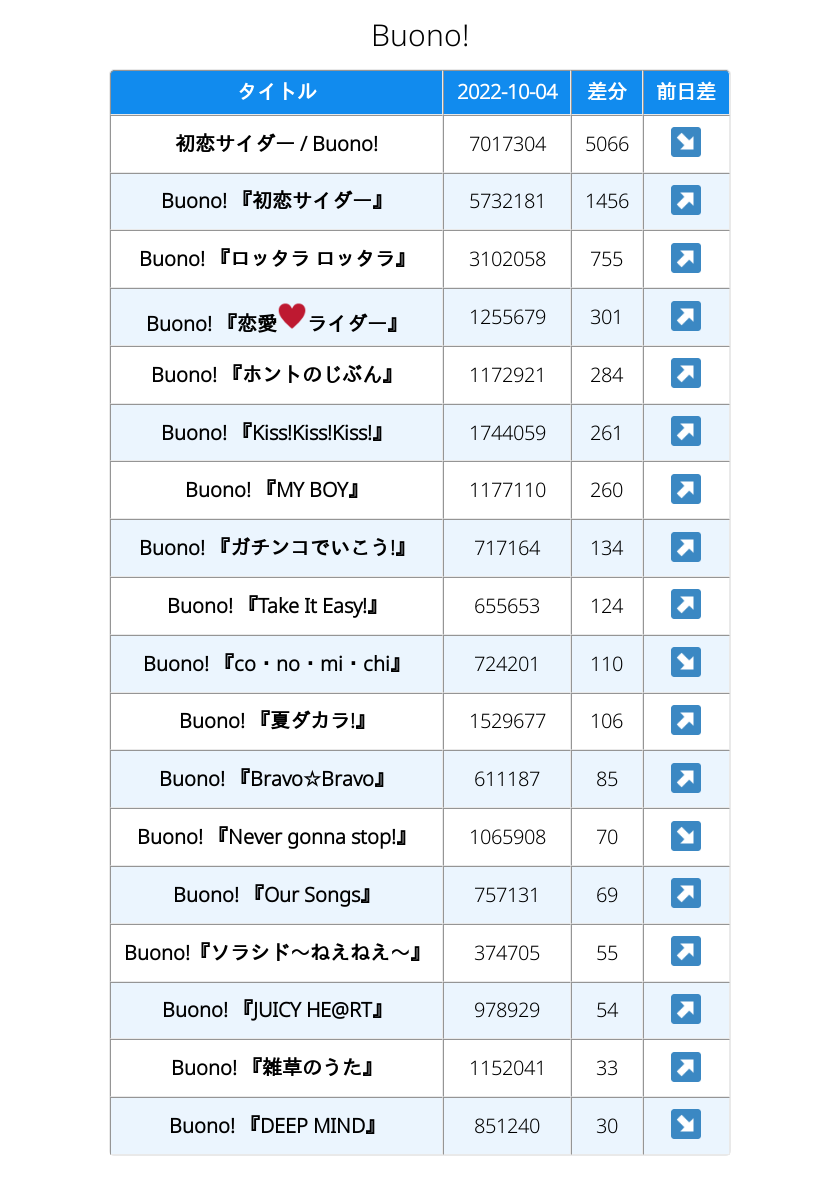 Buono!
タイトル 2022-10-04 差分 前日差
初恋サイダー / Buono! 7017304 5066 ↘
Buono! 『初恋サイダー』 5732181 1456 ↗
Buono! 『ロッタラ ロッタラ』 3102058 755 ↗
Buono! 『恋愛❤ライダー』 1255679 301 ↗
Buono! 『ホントのじぶん』 1172921 284 ↗
Buono! 『Kiss!Kiss!Kiss!』 1744059 261 ↗
Buono! 『MY BOY』 1177110 260 ↗
Buono! 『ガチンコでいこう!』 717164 134 ↗
Buono! 『Take It Easy!』 655653 124 ↗
Buono! 『co・no・mi・chi』 724201 110 ↘
Buono! 『夏ダカラ!』 1529677 106 ↗
Buono! 『Bravo☆Bravo』 611187 85 ↗
Buono! 『Never gonna stop!』 1065908 70 ↘
Buono! 『Our Songs』 757131 69 ↗
Buono!『ソラシド〜ねえねえ〜』 374705 55 ↗
Buono! 『JUICY HE@RT』 978929 54 ↗
Buono! 『雑草のうた』 1152041 33 ↗
Buono! 『DEEP MIND』 851240 30 ↘